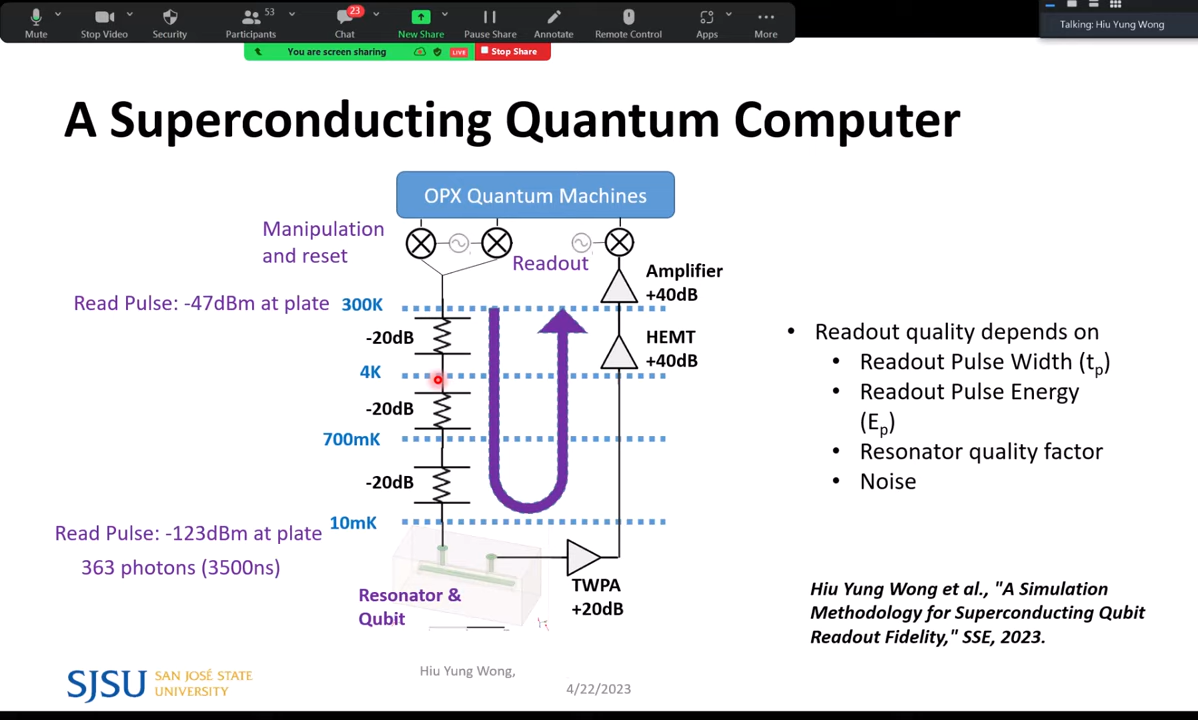 53
23
Mute
Stop Video
Security
Participants
Chat
New Share
Pause Share
Annotate
Remote Control
Apps
More
Talking: Hiu Yung Wong
You are screen sharing
LIVE
Stop Share
A Superconducting Quantum Computer
OPX Quantum Machines
Manipulation
and reset
Readout
Amplifier
+40dB
Read Pulse: -47dBm at plate
300K
-20dB
HEMT
+40dB
4K
-20dB
700mK
-20dB
Read Pulse: -123dBm at plate
10mK
363 photons (3500ns)
Resonator &
Qubit
TWPA
+20dB
• Readout quality depends on
• Readout Pulse Width (tp)
• Readout Pulse Energy
(Ep)
• Resonator quality factor
• Noise
Hiu Yung Wong et al., "A Simulation
Methodology for Superconducting Qubit
Readout Fidelity," SSE, 2023.
SJSU
SAN JOSÉ STATE
UNIVERSITY
Hiu Yung Wong,
4/22/2023